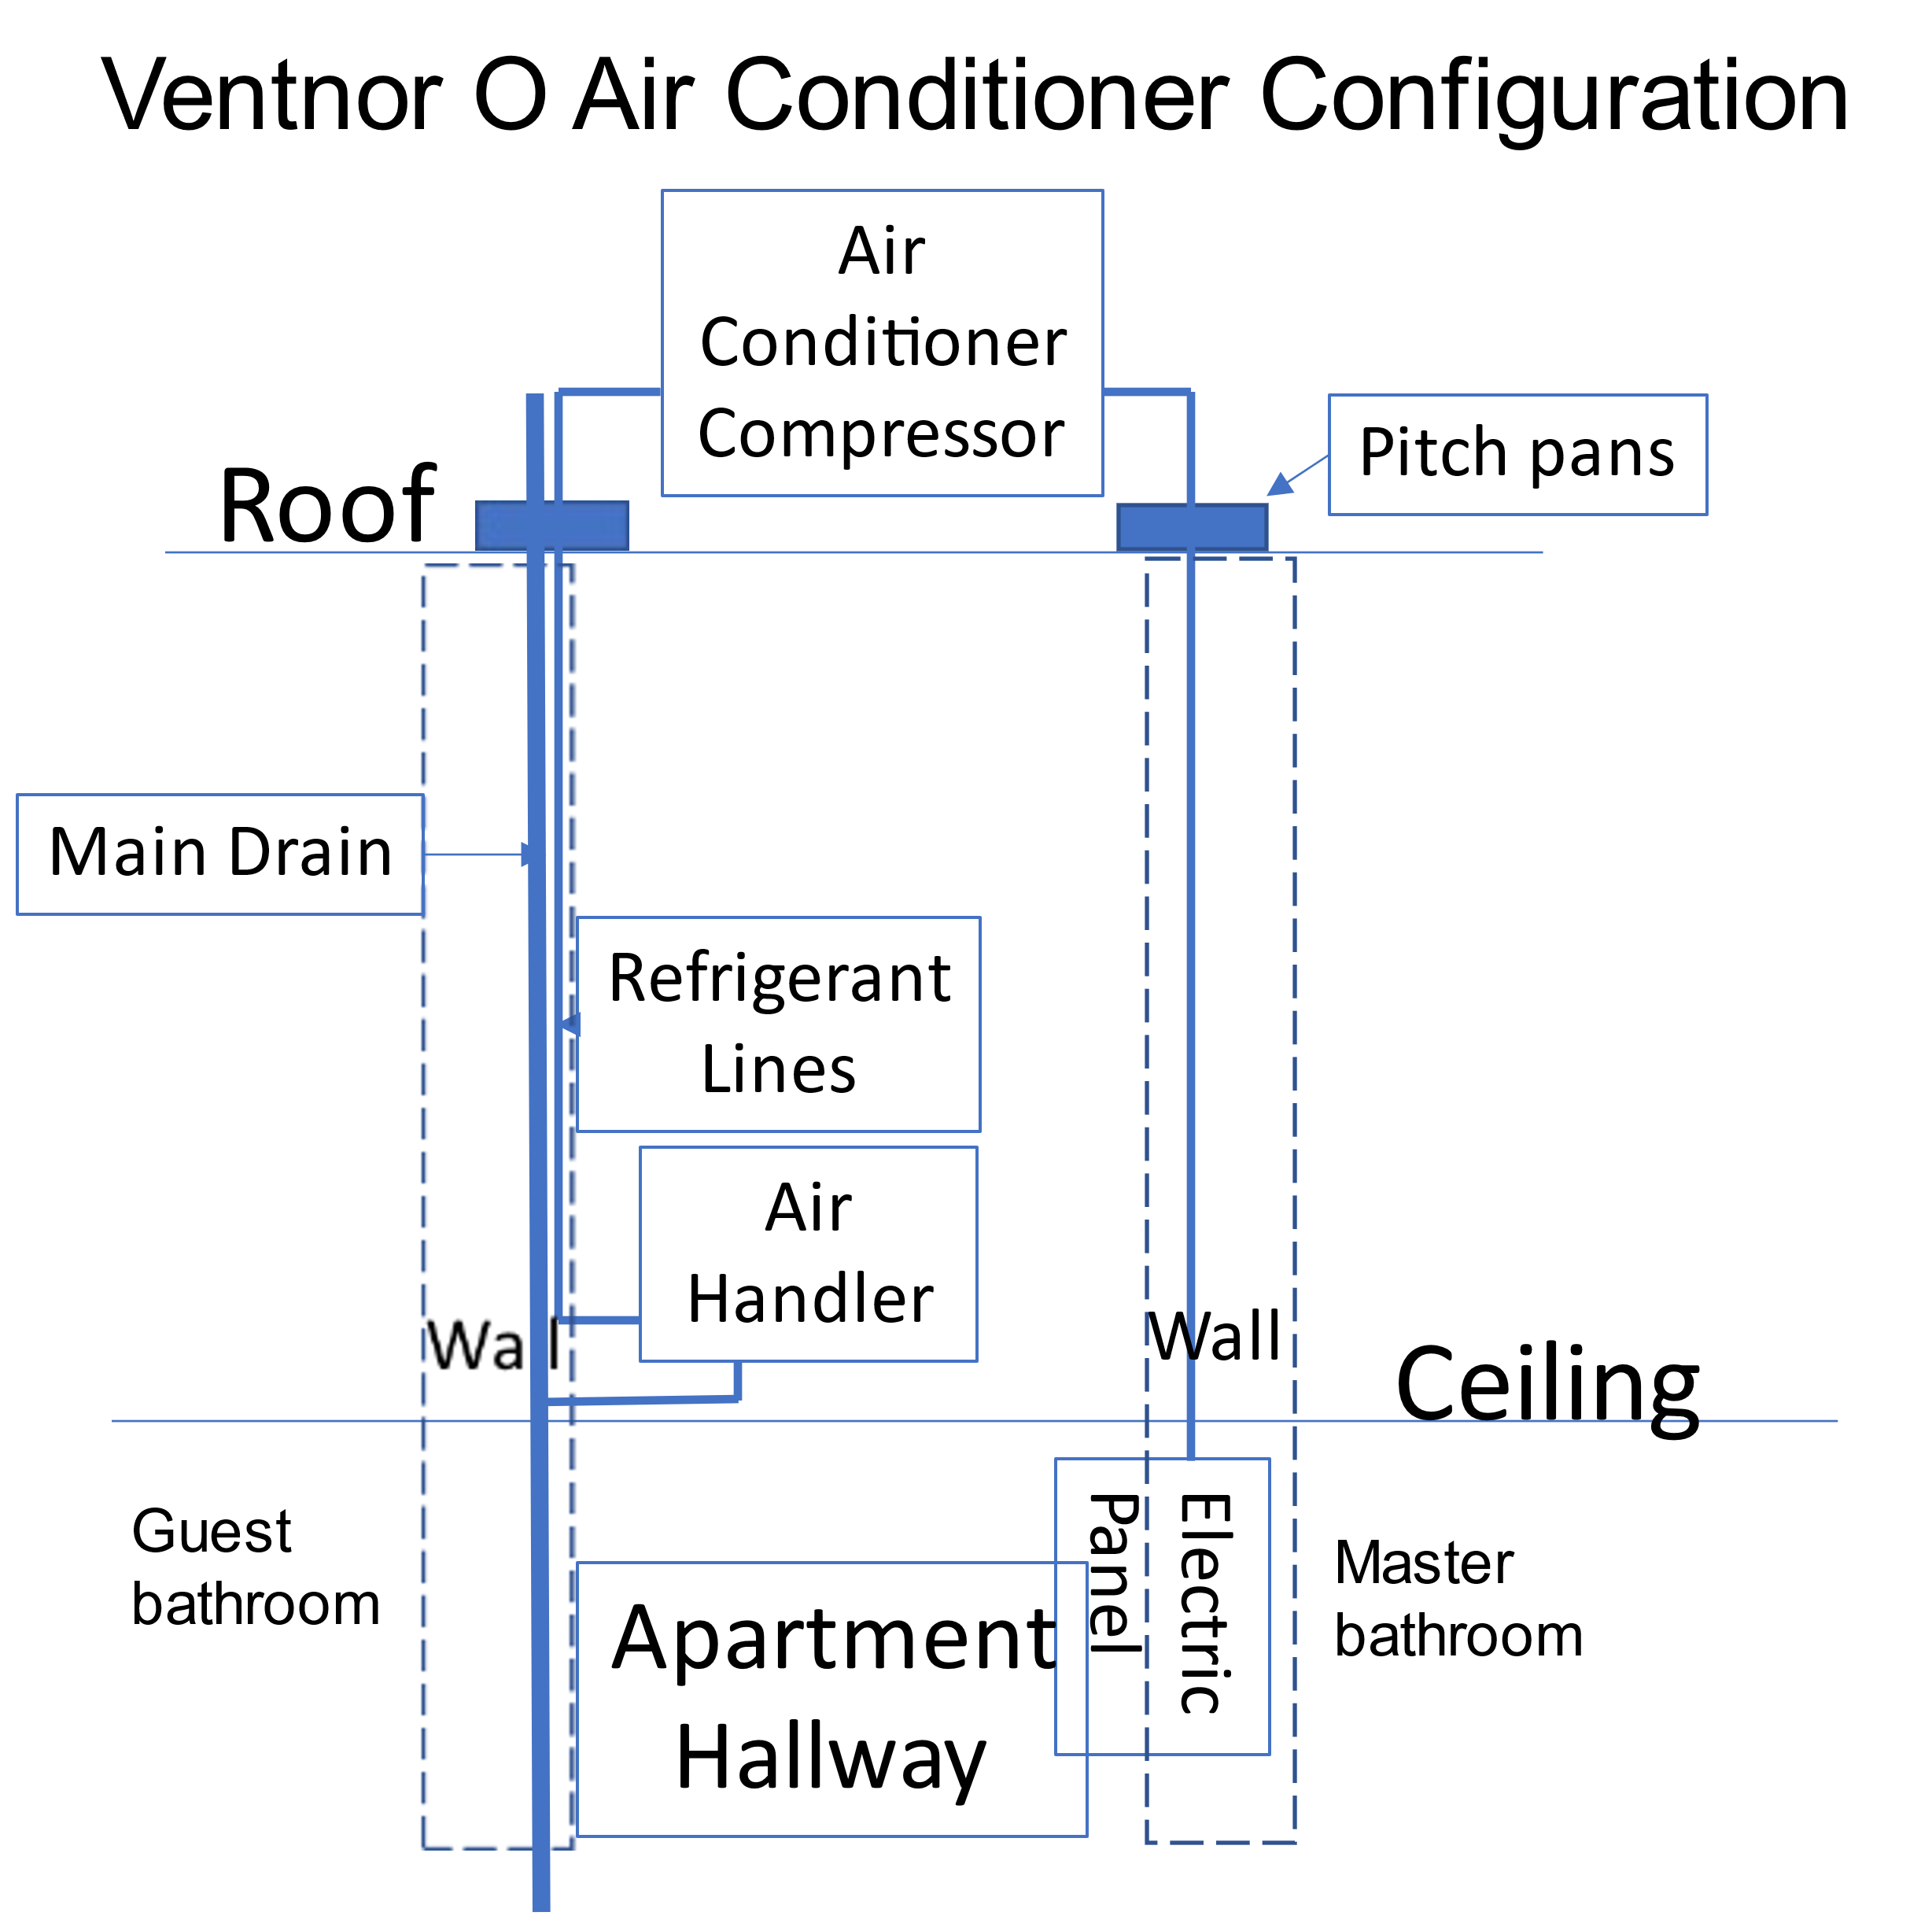 Ventnor O Air Conditioner Configuration
Air
Conditioner
Compressor
Pitch pans
Roof
Main Drain
Refrigerant
Lines
Air
Handler
Wall
Wall
Ceiling
Guest
bathroom
Apartment
Hallway
Electric
Panel
Master
bathroom